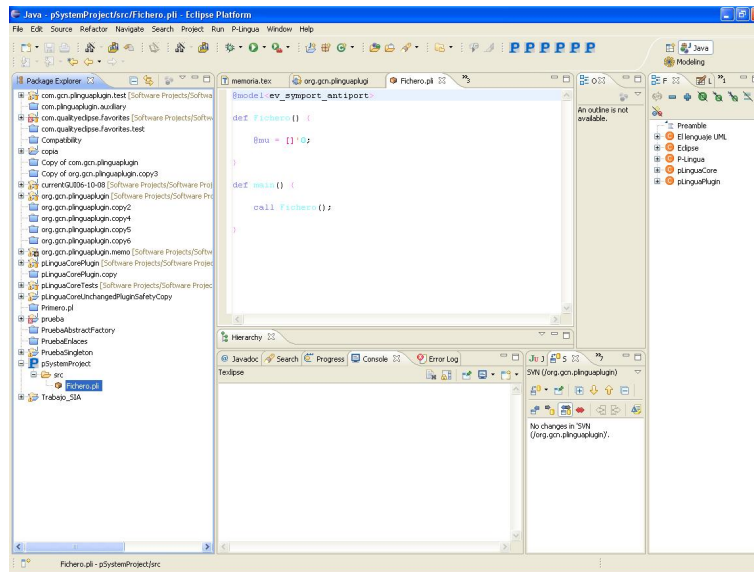 Java - pSystemProject/src/Fichero.pli - Eclipse Platform
File Edit Source Refactor Navigate Search Project Run P-Lingua Window Help
Java
Modeling
Package Explorer
com.gcn.plinguaplugin.test [Software Projects/Softwa
com.plinguaplugin.auxiliary
com.qualityeclipse.favorites [Software Projects/Softw
com.qualityeclipse.favorites.test
Compatibility
copia
Copy of com.gcn.plinguaplugin
Copy of org.gcn.plinguaplugin.copy3
currentGUI06-10-08 [Software Projects/Software Proj
org.gcn.plinguaplugin [Software Projects/Software Pro
org.gcn.plinguaplugin.copy2
org.gcn.plinguaplugin.copy4
org.gcn.plinguaplugin.copy5
org.gcn.plinguaplugin.copy6
org.gcn.plinguaplugin.memo [Software Projects/Softw
pLinguaCorePlugin [Software Projects/Software Projec
pLinguaCorePlugin.copy
pLinguaCoreTests [Software Projects/Software Projec
pLinguaCoreUnchangedPluginSafetyCopy
Primero.pl
prueba
PruebaAbstractFactory
PruebaEnlaces
PruebaSingleton
pSystemProject
src
Fichero.pli
Trabajo_SIA
memoria.tex org.gcn.plinguaplugi Fichero.pli »3
@model<ev_symport_antiport>
def Fichero() {
@mu = []'0;
}
def main() {
call Fichero();
}
Hierarchy
An outline is not
available.
Preamble
El lenguaje UML
Eclipse
P-Lingua
pLinguaCore
pLinguaPlugin
Javadoc Search Progress Console Error Log
Texlipse
SVN (/org.gcn.plinguaplugin)
No changes in 'SVN
(/org.gcn.plinguaplugin)'.
Fichero.pli - pSystemProject/src